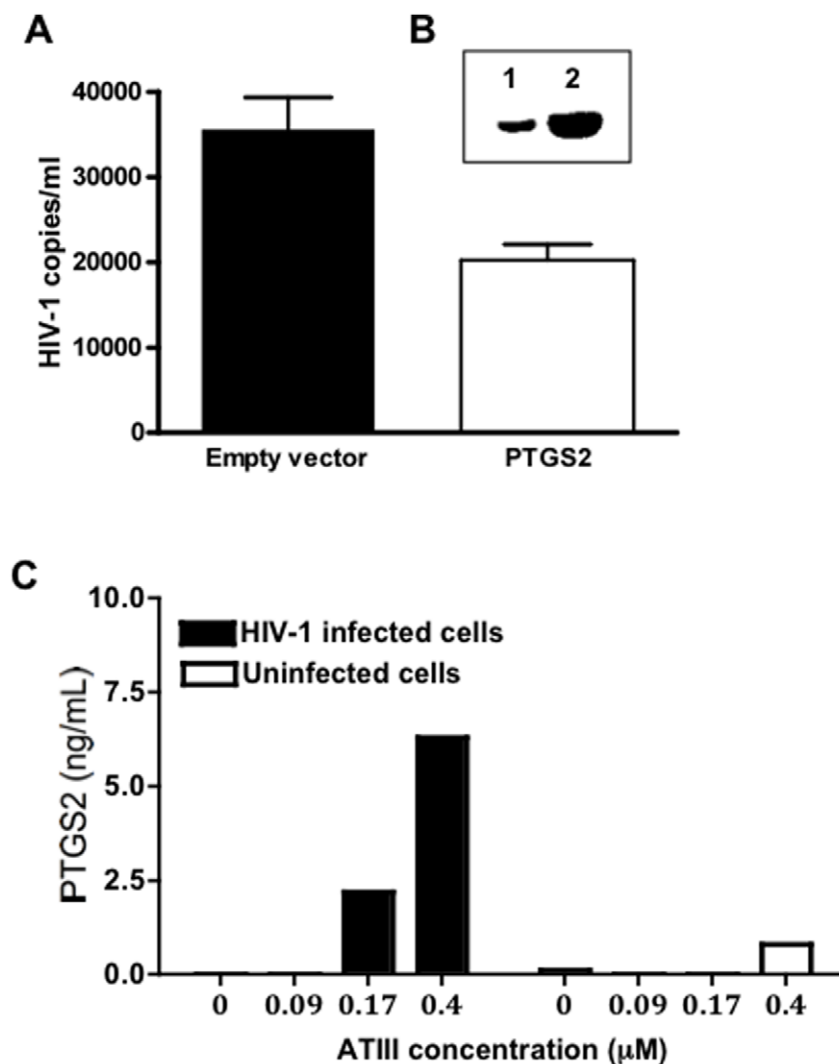 A
B
1 2
40000
30000
20000
10000
0
HIV-1 copies/ml
Empty vector PTGS2
C
10.0
7.5
5.0
2.5
0.0
PTGS2 (ng/mL)
HIV-1 infected cells
Uninfected cells
0 0.09 0.17 0.4 0 0.09 0.17 0.4
ATIII concentration (μM)